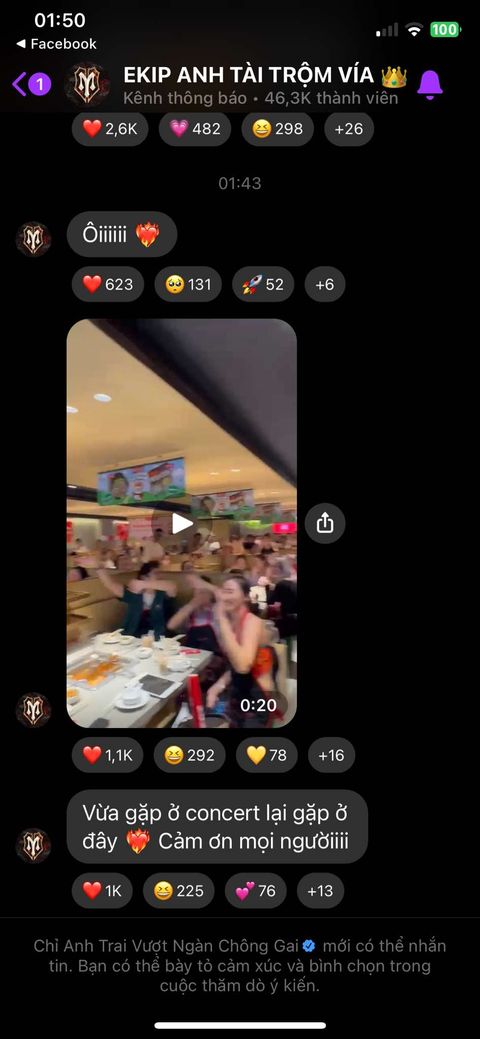 01:50
100
◀ Facebook
1
EKIP ANH TÀI TRỘM VÍA 👑
Kênh thông báo • 46,3K thành viên
❤️ 2,6K 💗 482 😆 298 +26
01:43
Ôiiiiii ❤️‍🔥
❤️ 623 🥺 131 🚀 52 +6
0:20
❤️ 1,1K 😆 292 💛 78 +16
Vừa gặp ở concert lại gặp ở
đây ❤️‍🔥 Cảm ơn mọi ngườiiii
❤️ 1K 😆 225 💕 76 +13
Chỉ Anh Trai Vượt Ngàn Chông Gai mới có thể nhắn
tin. Bạn có thể bày tỏ cảm xúc và bình chọn trong
cuộc thăm dò ý kiến.